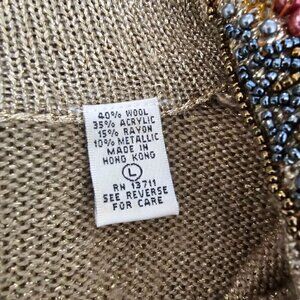 40% WOOL
35% ACRYLIC
15% RAYON
10% METALLIC
MADE IN
HONG KONG
L
RN 13711
SEE REVERSE
FOR CARE